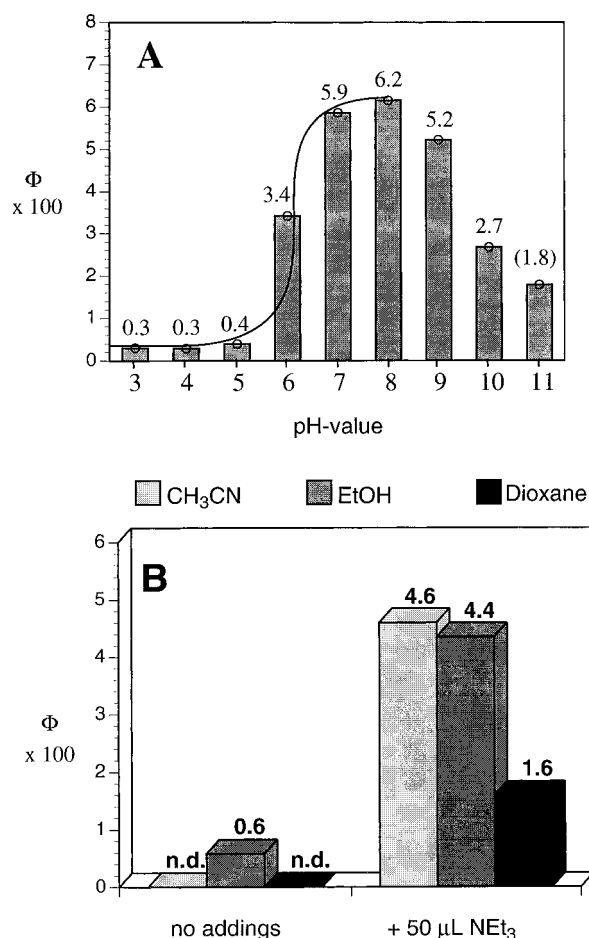 A
8
7
6
5
4
3
2
1
0
Φ
x 100
0.3
0.3
0.4
3.4
5.9
6.2
5.2
2.7
(1.8)
3 4 5 6 7 8 9 10 11
pH-value
CH₃CN EtOH Dioxane
B
6
5
4
3
2
1
0
Φ
x 100
n.d.
0.6
n.d.
4.6
4.4
1.6
no addings + 50 µL NEt₃